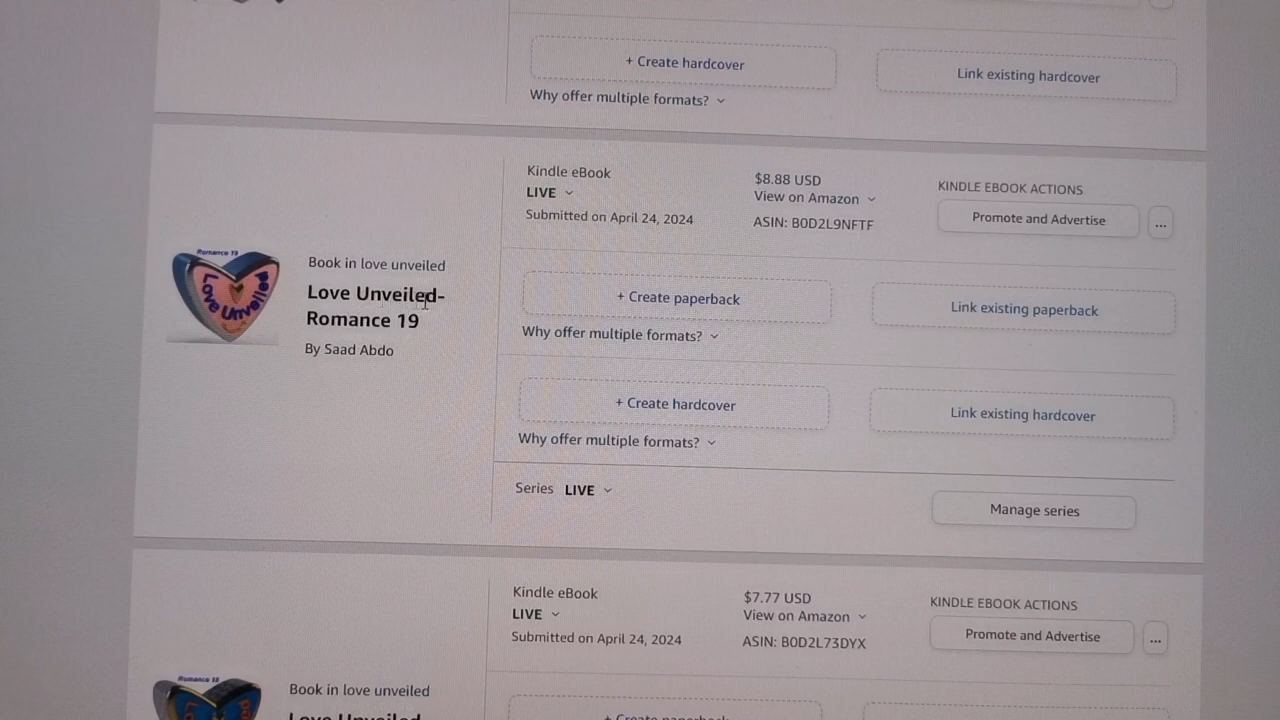 + Create hardcover
Link existing hardcover
Why offer multiple formats?
Kindle eBook
LIVE
Submitted on April 24, 2024
$8.88 USD
View on Amazon
ASIN: B0D2L9NFTF
KINDLE EBOOK ACTIONS
Promote and Advertise
...
Romance 19
Love Unveiled
Book in love unveiled
Love Unveiled-
Romance 19
By Saad Abdo
+ Create paperback
Link existing paperback
Why offer multiple formats?
+ Create hardcover
Link existing hardcover
Why offer multiple formats?
Series LIVE
Manage series
Kindle eBook
LIVE
Submitted on April 24, 2024
$7.77 USD
View on Amazon
ASIN: B0D2L73DYX
KINDLE EBOOK ACTIONS
Promote and Advertise
...
Romance 18
Book in love unveiled
Love Unveiled
+ Create paperback